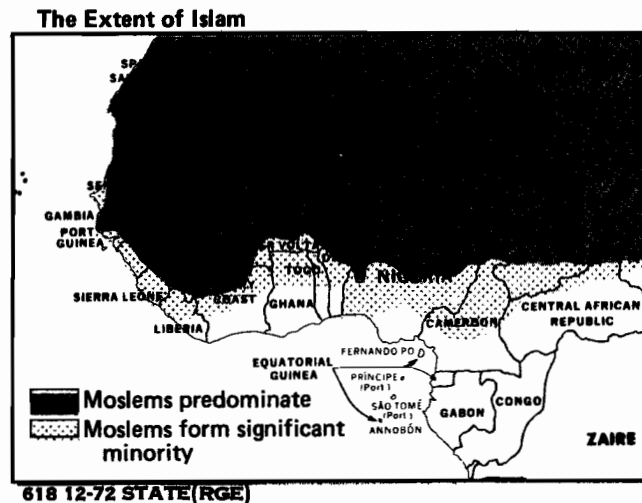 The Extent of Islam
GAMBIA
PORT.
GUINEA
SIERRA LEONE
LIBERIA
COAST
TOGO
GHANA
NIGERIA
CAMEROON
CENTRAL AFRICAN
REPUBLIC
FERNANDO PO
EQUATORIAL
GUINEA
PRÍNCIPE
(Port)
SÃO TOMÉ
(Port)
ANNOBÓN
GABON
CONGO
ZAIRE
Moslems predominate
Moslems form significant
minority
618 12-72 STATE(RGE)